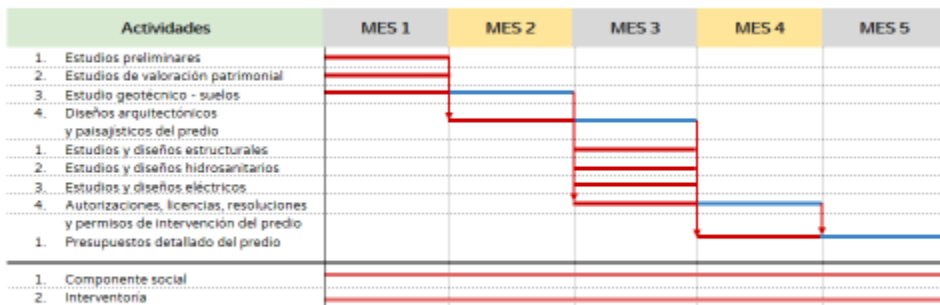 Actividades MES 1 MES 2 MES 3 MES 4 MES 5
1. Estudios preliminares
2. Estudios de valoración patrimonial
3. Estudio geotécnico - suelos
4. Diseños arquitectónicos
y paisajísticos del predio
1. Estudios y diseños estructurales
2. Estudios y diseños hidrosanitarios
3. Estudios y diseños eléctricos
4. Autorizaciones, licencias, resoluciones
y permisos de intervención del predio
1. Presupuestos detallado del predio
1. Componente social
2. Interventoría